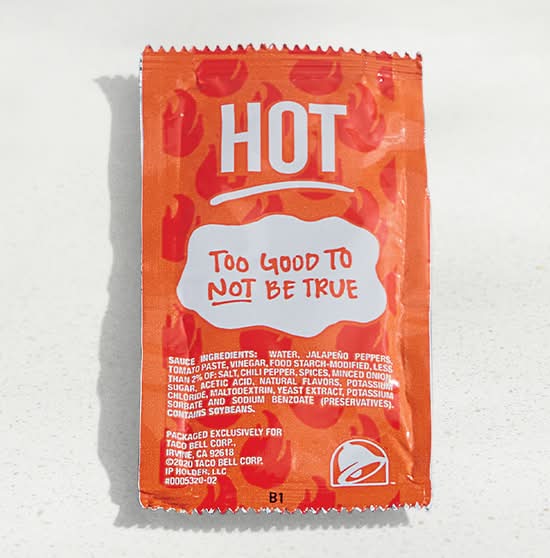 HOT
TOO GOOD TO
NOT BE TRUE
SAUCE INGREDIENTS: WATER, JALAPEÑO PEPPERS,
TOMATO PASTE, VINEGAR, FOOD STARCH-MODIFIED, LESS
THAN 2% OF: SALT, CHILI PEPPER, SPICES, MINCED ONION,
SUGAR, ACETIC ACID, NATURAL FLAVORS, POTASSIUM
CHLORIDE, MALTODEXTRIN, YEAST EXTRACT, POTASSIUM
SORBATE AND SODIUM BENZOATE (PRESERVATIVES).
CONTAINS SOYBEANS.
PACKAGED EXCLUSIVELY FOR
TACO BELL CORP.,
IRVINE, CA 92618
©2020 TACO BELL CORP.
IP HOLDER, LLC
#0005320-02
B1